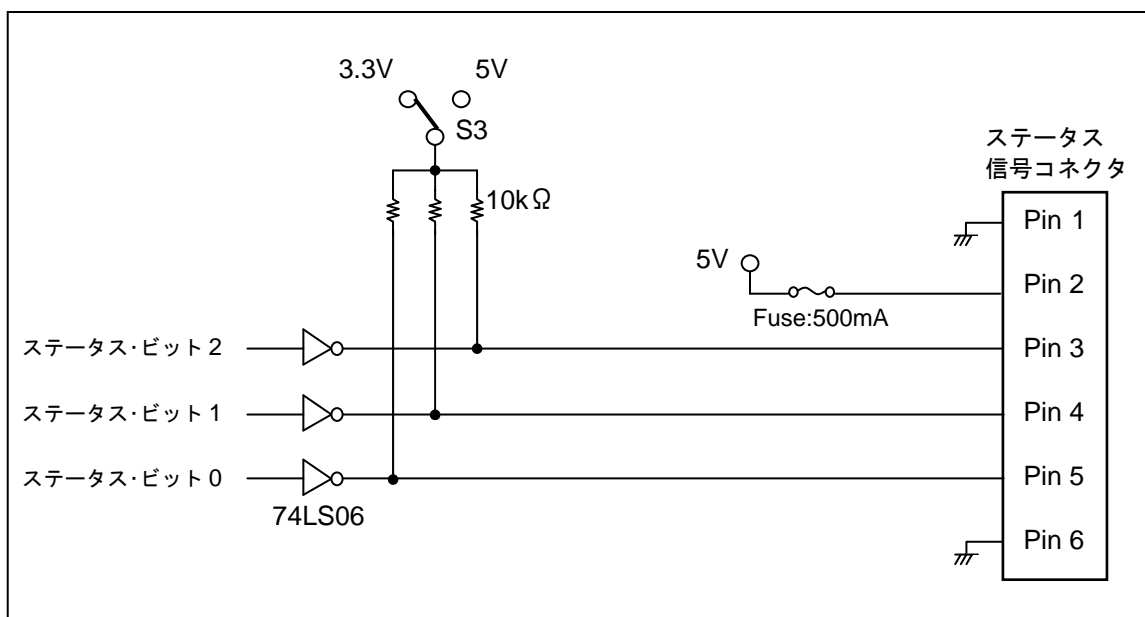 3.3V
5V
S3
10kΩ
ステータス
信号コネクタ
Pin 1
5V
Pin 2
Fuse:500mA
ステータス・ビット 2
Pin 3
ステータス・ビット 1
Pin 4
ステータス・ビット 0
Pin 5
74LS06
Pin 6